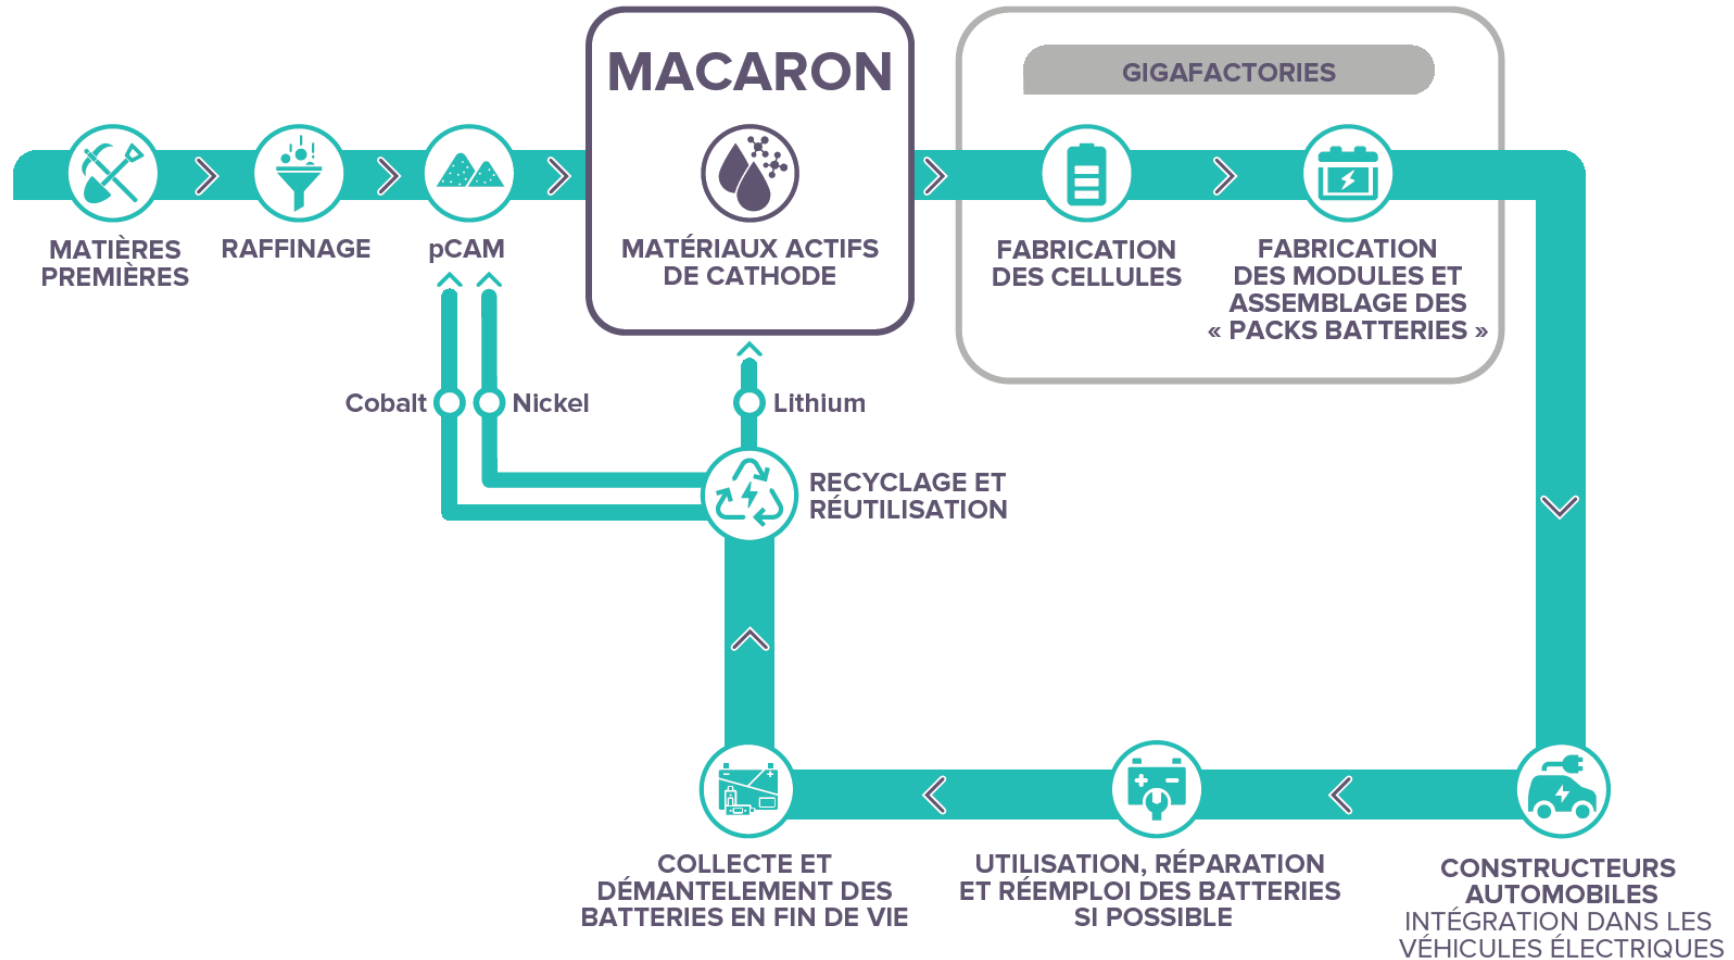 MACARON
GIGAFACTORIES
MATIÈRES
PREMIÈRES
RAFFINAGE
pCAM
MATÉRIAUX ACTIFS
DE CATHODE
FABRICATION
DES CELLULES
FABRICATION
DES MODULES ET
ASSEMBLAGE DES
« PACKS BATTERIES »
Cobalt
Nickel
Lithium
RECYCLAGE ET
RÉUTILISATION
COLLECTE ET
DÉMANTELEMENT DES
BATTERIES EN FIN DE VIE
UTILISATION, RÉPARATION
ET RÉEMPLOI DES BATTERIES
SI POSSIBLE
CONSTRUCTEURS
AUTOMOBILES
INTÉGRATION DANS LES
VÉHICULES ÉLECTRIQUES